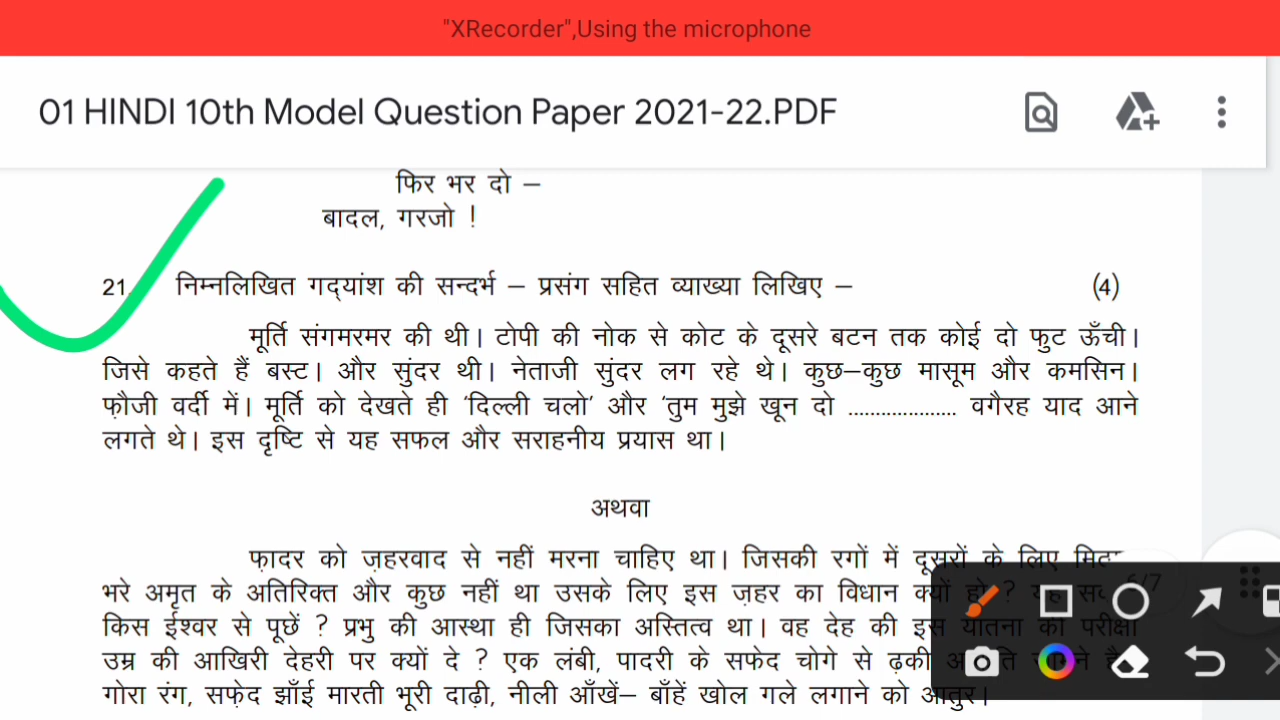 "XRecorder",Using the microphone
01 HINDI 10th Model Question Paper 2021-22.PDF
फिर भर दो –
बादल, गरजो !
21. निम्नलिखित गद्यांश की सन्दर्भ – प्रसंग सहित व्याख्या लिखिए – (4)
मूर्ति संगमरमर की थी। टोपी की नोक से कोट के दूसरे बटन तक कोई दो फुट ऊँची।
जिसे कहते हैं बस्ट। और सुंदर थी। नेताजी सुंदर लग रहे थे। कुछ–कुछ मासूम और कमसिन।
फ़ौजी वर्दी में। मूर्ति को देखते ही ‘दिल्ली चलो’ और ‘तुम मुझे खून दो .................... वगैरह याद आने
लगते थे। इस दृष्टि से यह सफल और सराहनीय प्रयास था।
अथवा
फ़ादर को ज़हरवाद से नहीं मरना चाहिए था। जिसकी रगों में दूसरों के लिए
भरे अमृत के अतिरिक्त और कुछ नहीं था उसके लिए इस ज़हर का विधान क्यों हो ? यह
6/7
किस ईश्वर से पूछें ? प्रभु की आस्था ही जिसका अस्तित्व था। वह देह की इस यातना की परीक्षा
उम्र की आखिरी देहरी पर क्यों दे ? एक लंबी, पादरी के सफेद चोगे से ढ़की
गोरा रंग, सफ़ेद झाँई मारती भूरी दाढ़ी, नीली आँखें– बाँहें खोल गले लगाने को आतुर।